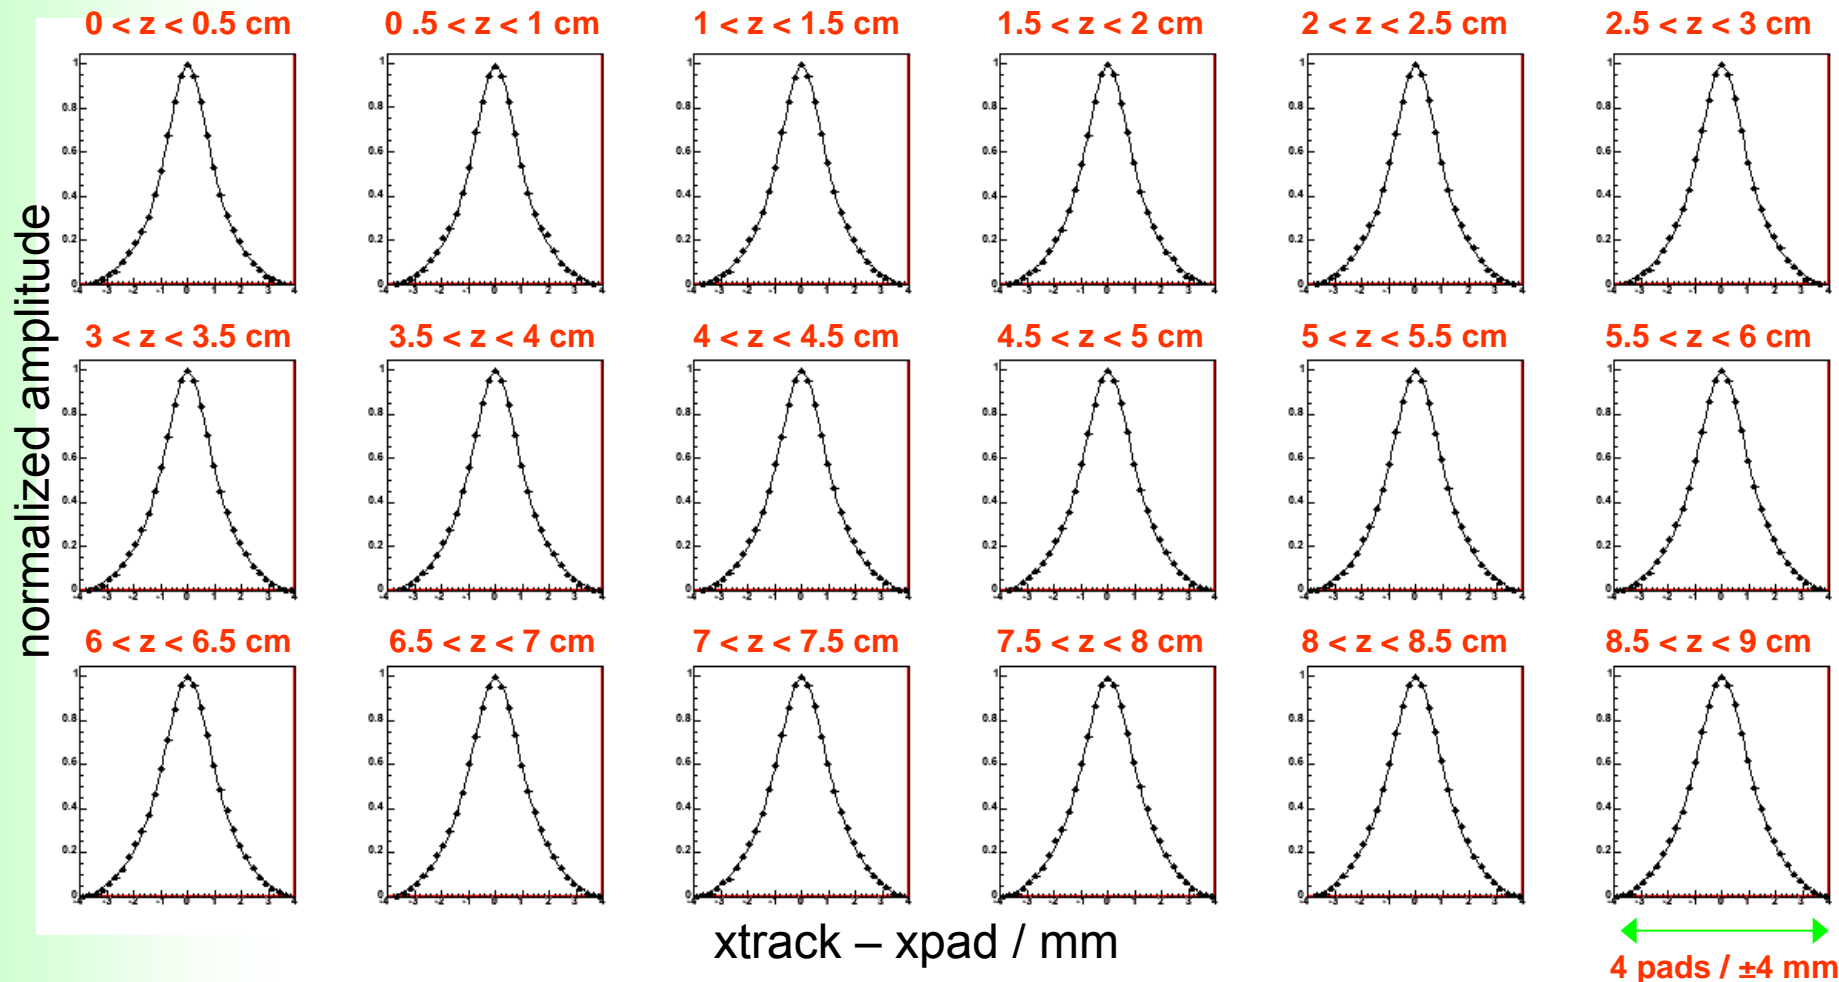 0 < z < 0.5 cm
0 .5 < z < 1 cm
1 < z < 1.5 cm
1.5 < z < 2 cm
2 < z < 2.5 cm
2.5 < z < 3 cm
3 < z < 3.5 cm
3.5 < z < 4 cm
4 < z < 4.5 cm
4.5 < z < 5 cm
5 < z < 5.5 cm
5.5 < z < 6 cm
normalized amplitude
6 < z < 6.5 cm
6.5 < z < 7 cm
7 < z < 7.5 cm
7.5 < z < 8 cm
8 < z < 8.5 cm
8.5 < z < 9 cm
xtrack – xpad / mm
4 pads / ±4 mm